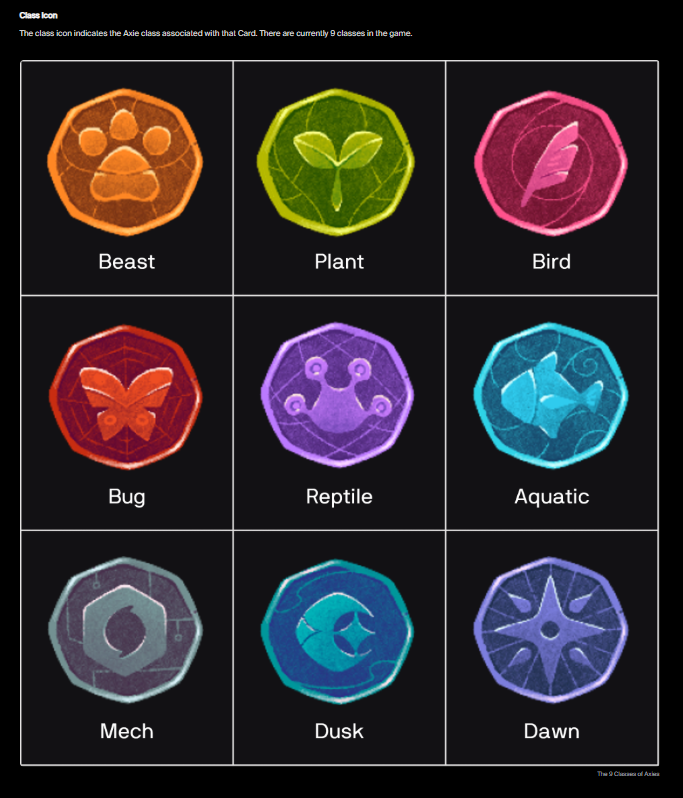 Class Icon
The class icon indicates the Axie class associated with that Card. There are currently 9 classes in the game.
Beast
Plant
Bird
Bug
Reptile
Aquatic
Mech
Dusk
Dawn
The 9 Classes of Axies